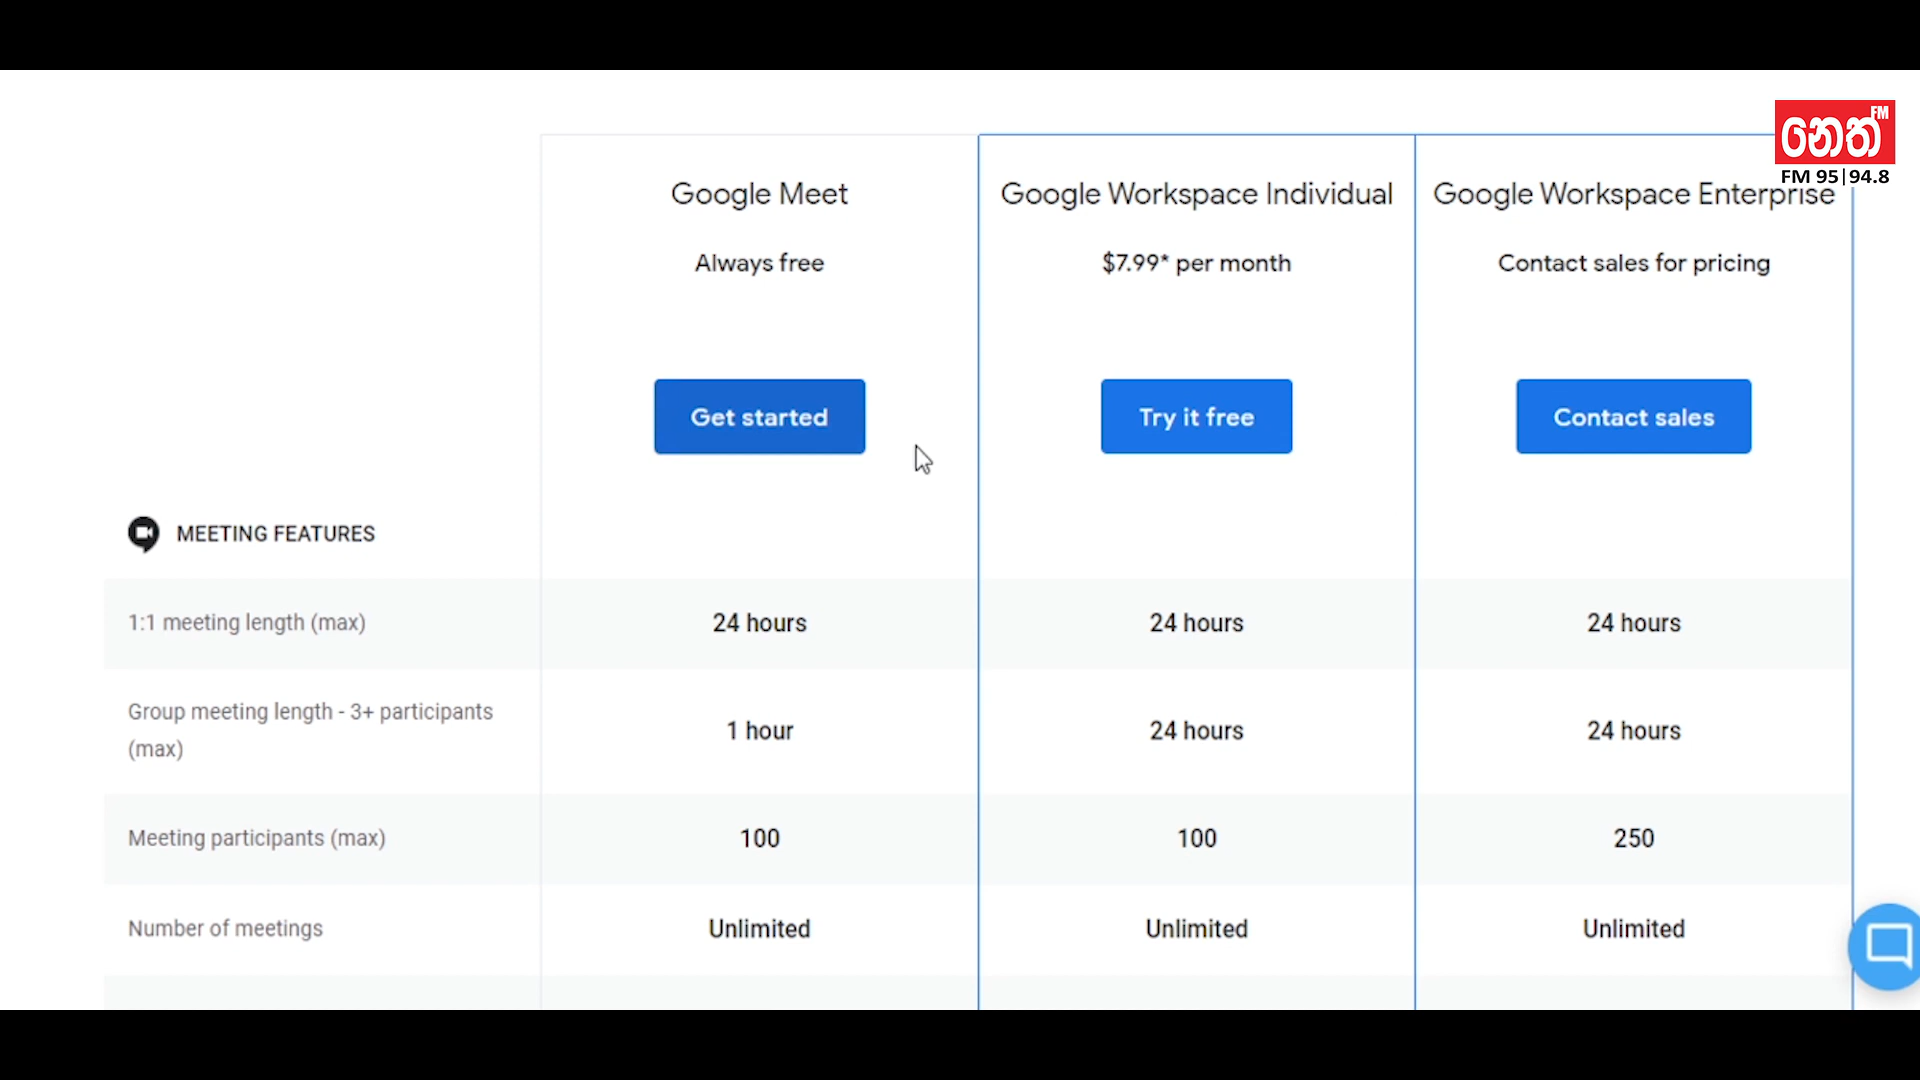 FM
නෙත්
FM 95|94.8
Google Meet
Google Workspace Individual
Google Workspace Enterprise
Always free
$7.99* per month
Contact sales for pricing
Get started
Try it free
Contact sales
MEETING FEATURES
1:1 meeting length (max)
24 hours
24 hours
24 hours
Group meeting length - 3+ participants
(max)
1 hour
24 hours
24 hours
Meeting participants (max)
100
100
250
Number of meetings
Unlimited
Unlimited
Unlimited